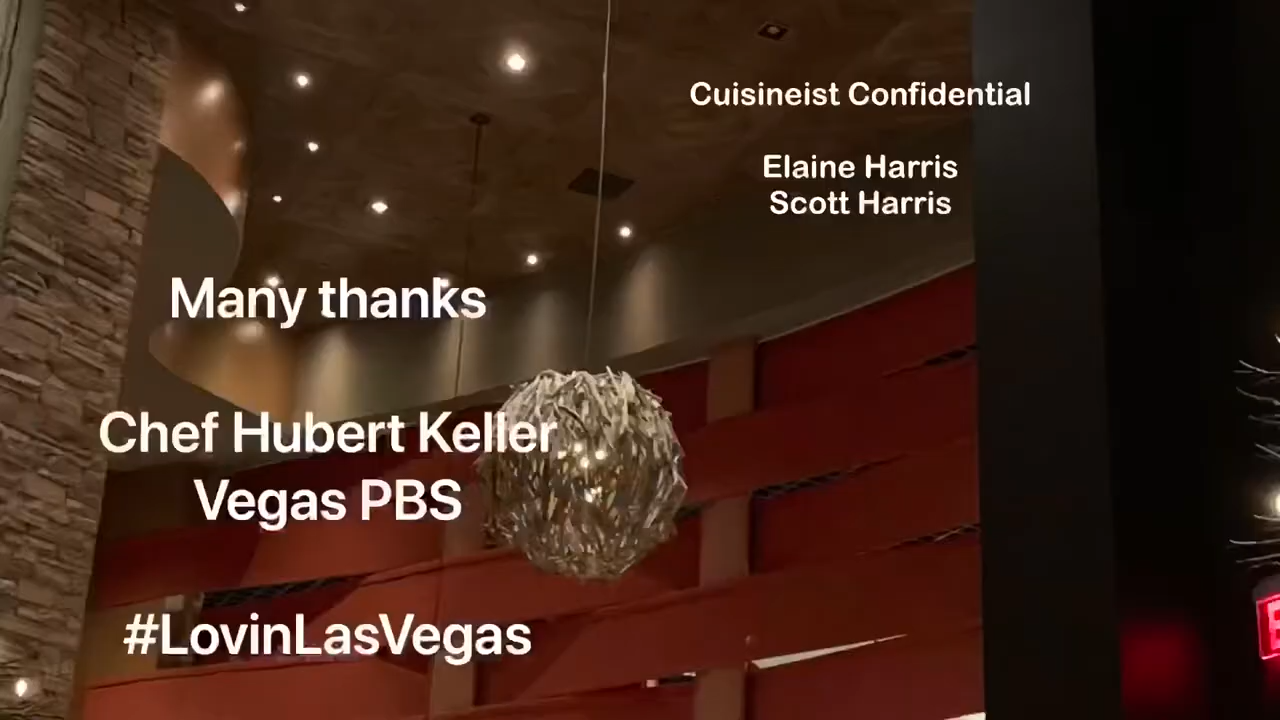 Cuisineist Confidential
Elaine Harris
Scott Harris
Many thanks
Chef Hubert Keller
Vegas PBS
#LovinLasVegas